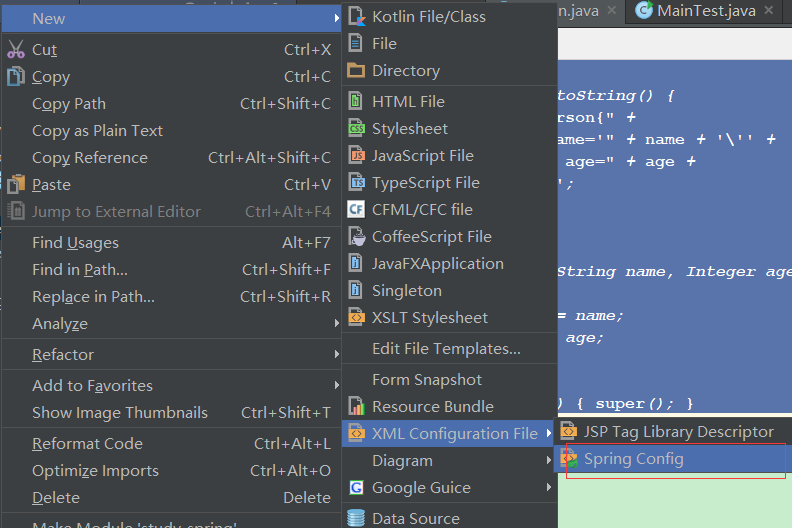 New
Cut Ctrl+X
Copy Ctrl+C
Copy Path Ctrl+Shift+C
Copy as Plain Text
Copy Reference Ctrl+Alt+Shift+C
Paste Ctrl+V
Jump to External Editor Ctrl+Alt+F4
Find Usages Alt+F7
Find in Path... Ctrl+Shift+F
Replace in Path... Ctrl+Shift+R
Analyze
Refactor
Add to Favorites
Show Image Thumbnails Ctrl+Shift+T
Reformat Code Ctrl+Alt+L
Optimize Imports Ctrl+Alt+O
Delete Delete
Make Module 'study-spring'
Kotlin File/Class
File
Directory
HTML File
CSS Stylesheet
JS JavaScript File
TS TypeScript File
CF CFML/CFC file
CoffeeScript File
JavaFXApplication
Singleton
XSLT Stylesheet
Edit File Templates...
Form Snapshot
Resource Bundle
XML Configuration File
Diagram
G Google Guice
Data Source
JSP Tag Library Descriptor
Spring Config
n.java C MainTest.java
toString() {
erson{" +
ame='" + name + '\'' +
age=" + age +
';
String name, Integer age
= name;
age;
) { super(); }